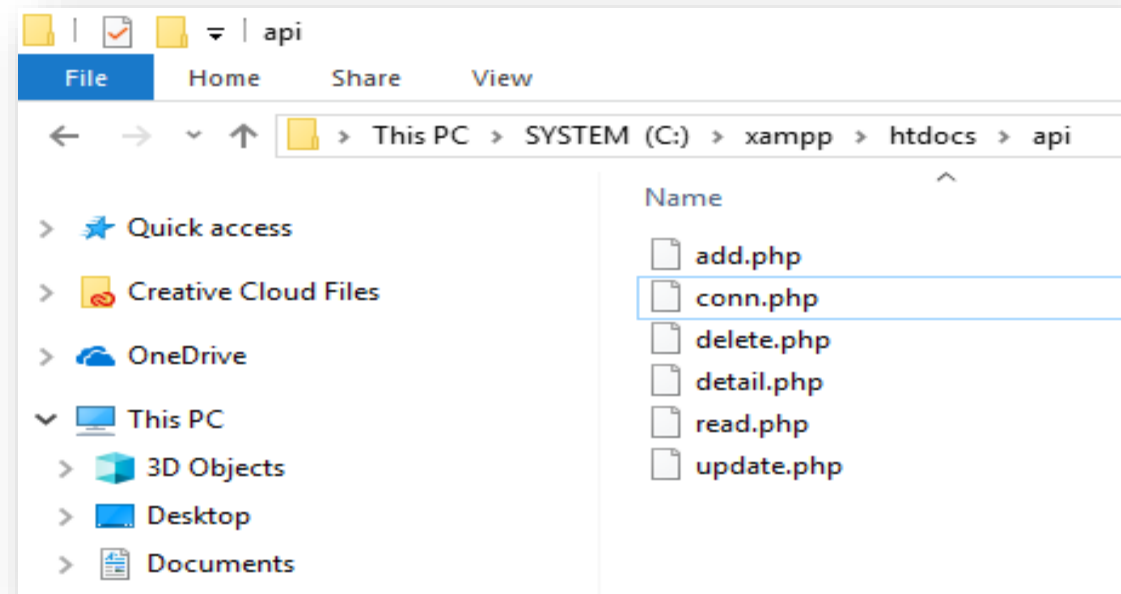 api
File Home Share View
This PC > SYSTEM (C:) > xampp > htdocs > api
Name
Quick access
Creative Cloud Files
OneDrive
This PC
3D Objects
Desktop
Documents
add.php
conn.php
delete.php
detail.php
read.php
update.php